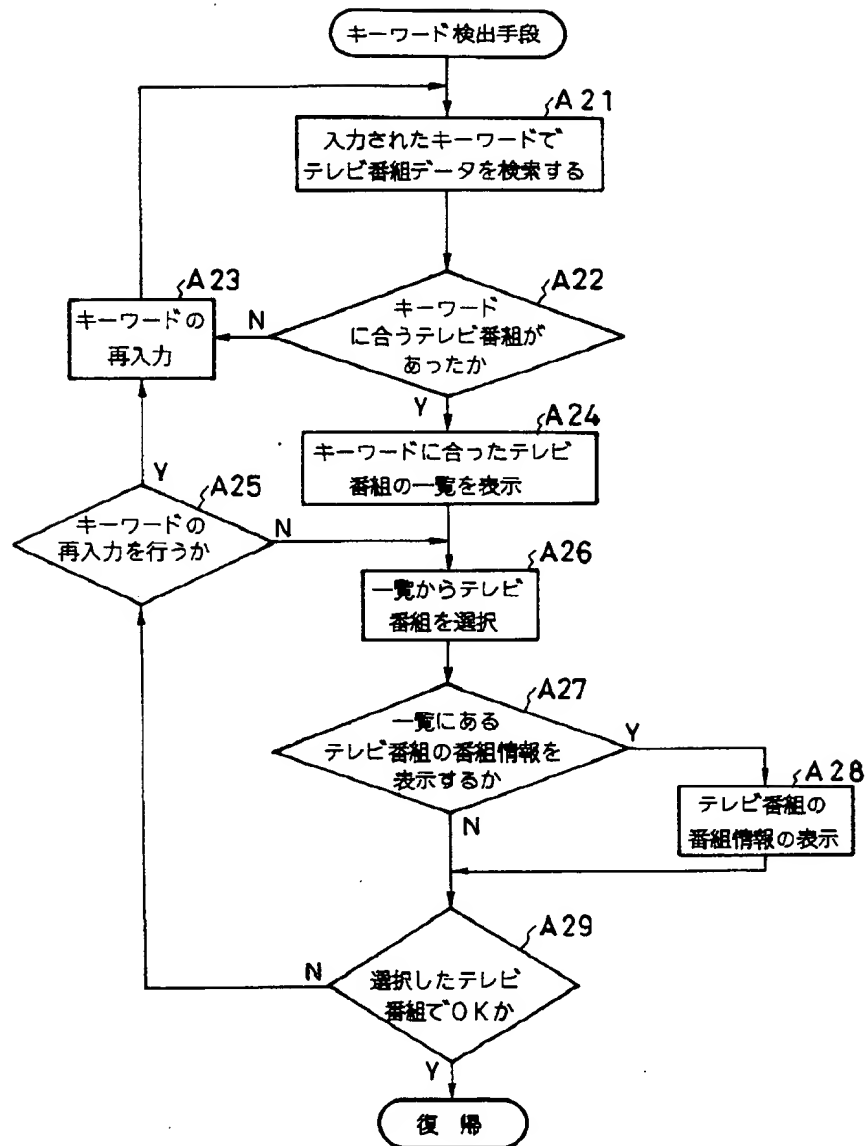 キーワード検出手段
A21
入力されたキーワードで
テレビ番組データを検索する
A22
キーワード
に合うテレビ番組が
あったか
N
Y
A23
キーワードの
再入力
A24
キーワードに合ったテレビ
番組の一覧を表示
Y
A25
キーワードの
再入力を行うか
N
A26
一覧からテレビ
番組を選択
A27
一覧にある
テレビ番組の番組情報を
表示するか
Y
N
A28
テレビ番組の
番組情報の表示
A29
選択したテレビ
番組でOKか
N
Y
復帰